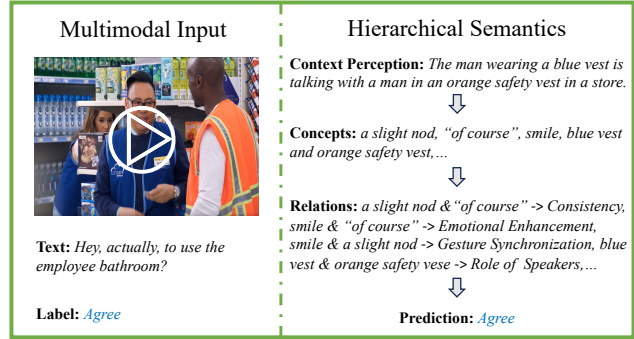 Multimodal Input
Text: Hey, actually, to use the
employee bathroom?
Label: Agree
Hierarchical Semantics
Context Perception: The man wearing a blue vest is
talking with a man in an orange safety vest in a store.
Concepts: a slight nod, “of course”, smile, blue vest
and orange safety vest,…
Relations: a slight nod &“of course” -> Consistency,
smile & “of course” -> Emotional Enhancement,
smile & a slight nod -> Gesture Synchronization, blue
vest & orange safety vese -> Role of Speakers,…
Prediction: Agree